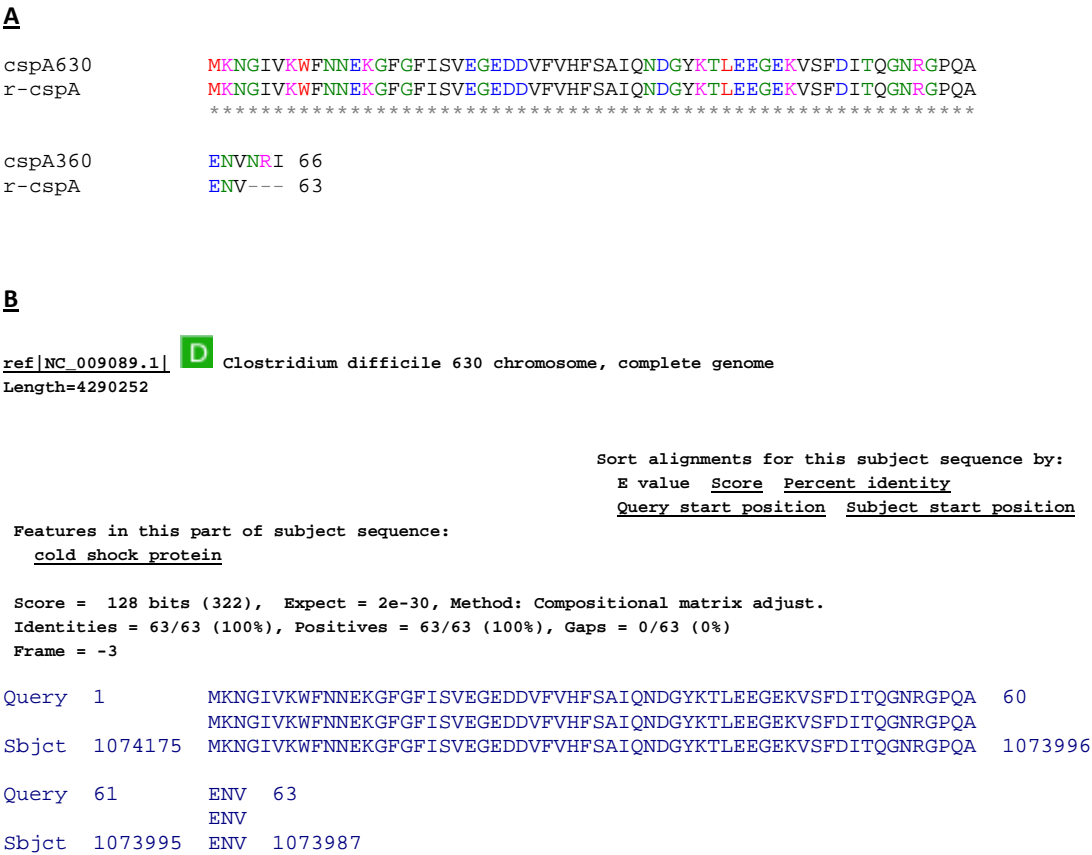 A
cspA630 MKNGIVKWFNNEKGFGFISVEGEDDVFVHFSAIQNDGYKTLEEGEKVSFDITQGNRGPQA
r-cspA MKNGIVKWFNNEKGFGFISVEGEDDVFVHFSAIQNDGYKTLEEGEKVSFDITQGNRGPQA
************************************************************
cspA360 ENVNRI 66
r-cspA ENV--- 63
B
ref|NC_009089.1| D Clostridium difficile 630 chromosome, complete genome
Length=4290252
Sort alignments for this subject sequence by:
E value Score Percent identity
Query start position Subject start position
Features in this part of subject sequence:
cold shock protein
Score = 128 bits (322), Expect = 2e-30, Method: Compositional matrix adjust.
Identities = 63/63 (100%), Positives = 63/63 (100%), Gaps = 0/63 (0%)
Frame = -3
Query 1 MKNGIVKWFNNEKGFGFISVEGEDDVFVHFSAIQNDGYKTLEEGEKVSFDITQGNRGPQA 60
MKNGIVKWFNNEKGFGFISVEGEDDVFVHFSAIQNDGYKTLEEGEKVSFDITQGNRGPQA
Sbjct 1074175 MKNGIVKWFNNEKGFGFISVEGEDDVFVHFSAIQNDGYKTLEEGEKVSFDITQGNRGPQA 1073996
Query 61 ENV 63
ENV
Sbjct 1073995 ENV 1073987